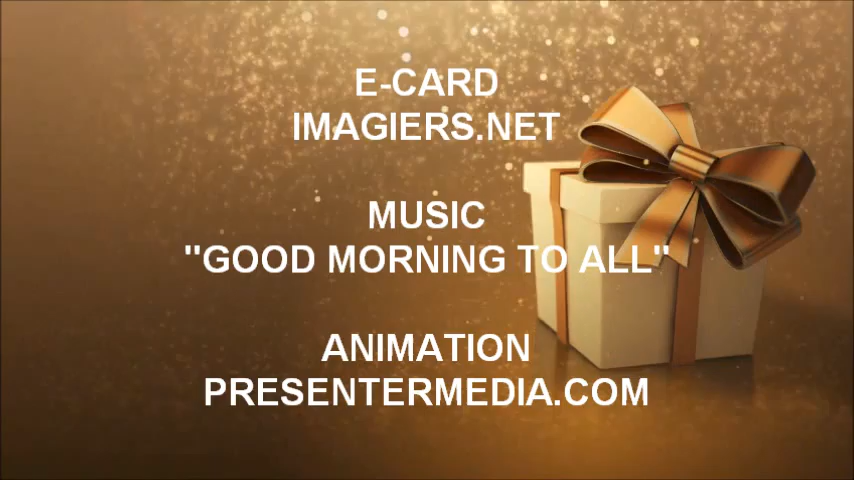 E-CARD
IMAGIERS.NET
MUSIC
"GOOD MORNING TO ALL"
ANIMATION
PRESENTERMEDIA.COM